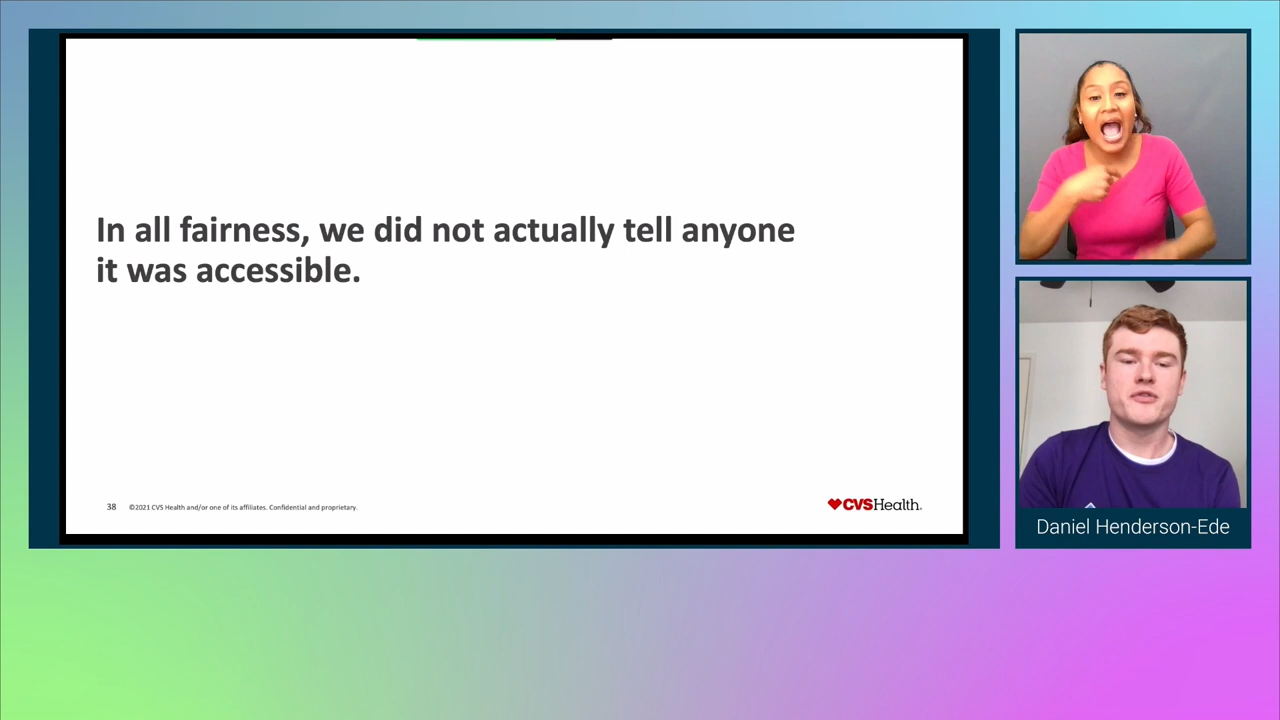 In all fairness, we did not actually tell anyone
it was accessible.
38 ©2021 CVS Health and/or one of its affiliates. Confidential and proprietary.
CVSHealth.
Daniel Henderson-Ede